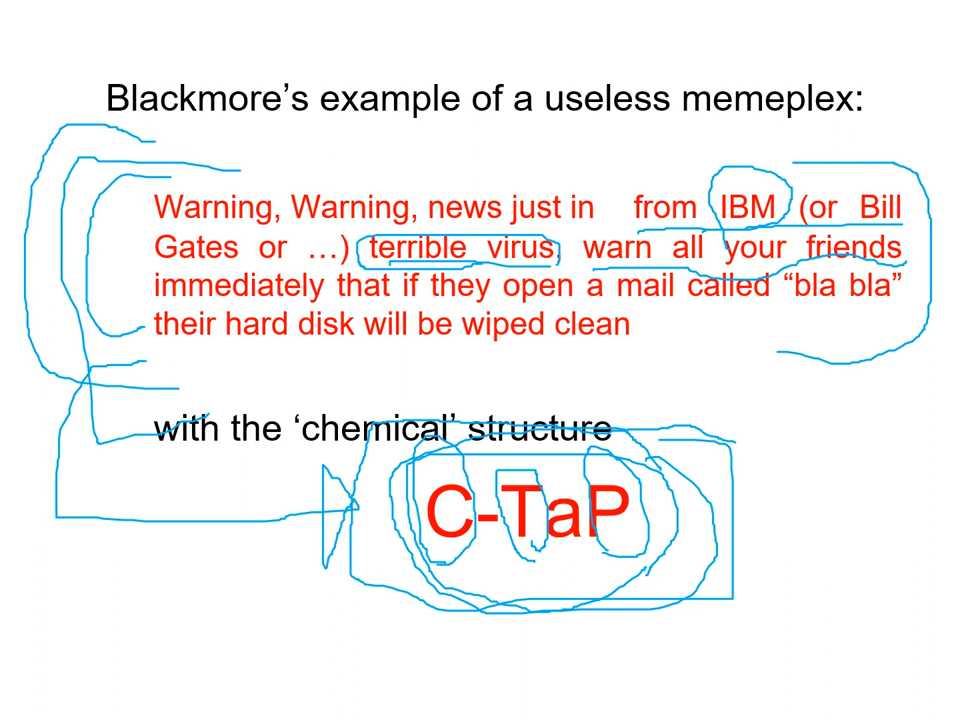 Blackmore’s example of a useless memeplex:
Warning, Warning, news just in from IBM (or Bill
Gates or …) terrible virus, warn all your friends
immediately that if they open a mail called “bla bla”
their hard disk will be wiped clean
with the ‘chemical’ structure
C-TaP